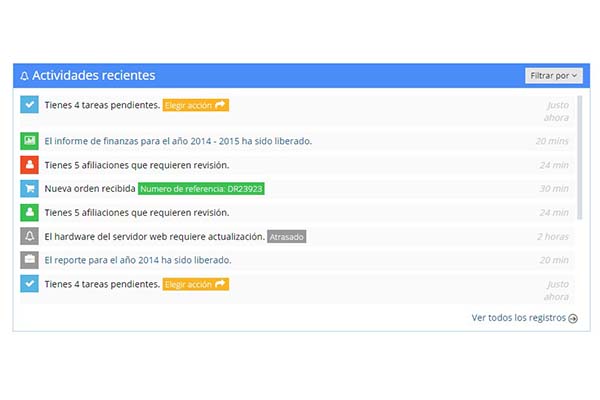 Actividades recientes
Filtrar por
Tienes 4 tareas pendientes. Elegir acción
Justo
ahora
El informe de finanzas para el año 2014 - 2015 ha sido liberado.
20 mins
Tienes 5 afiliaciones que requieren revisión.
24 min
Nueva orden recibida Numero de referencia: DR23923
30 min
Tienes 5 afiliaciones que requieren revisión.
24 min
El hardware del servidor web requiere actualización. Atrasado
2 horas
El reporte para el año 2014 ha sido liberado.
20 min
Tienes 4 tareas pendientes. Elegir acción
Justo
ahora
Ver todos los registros